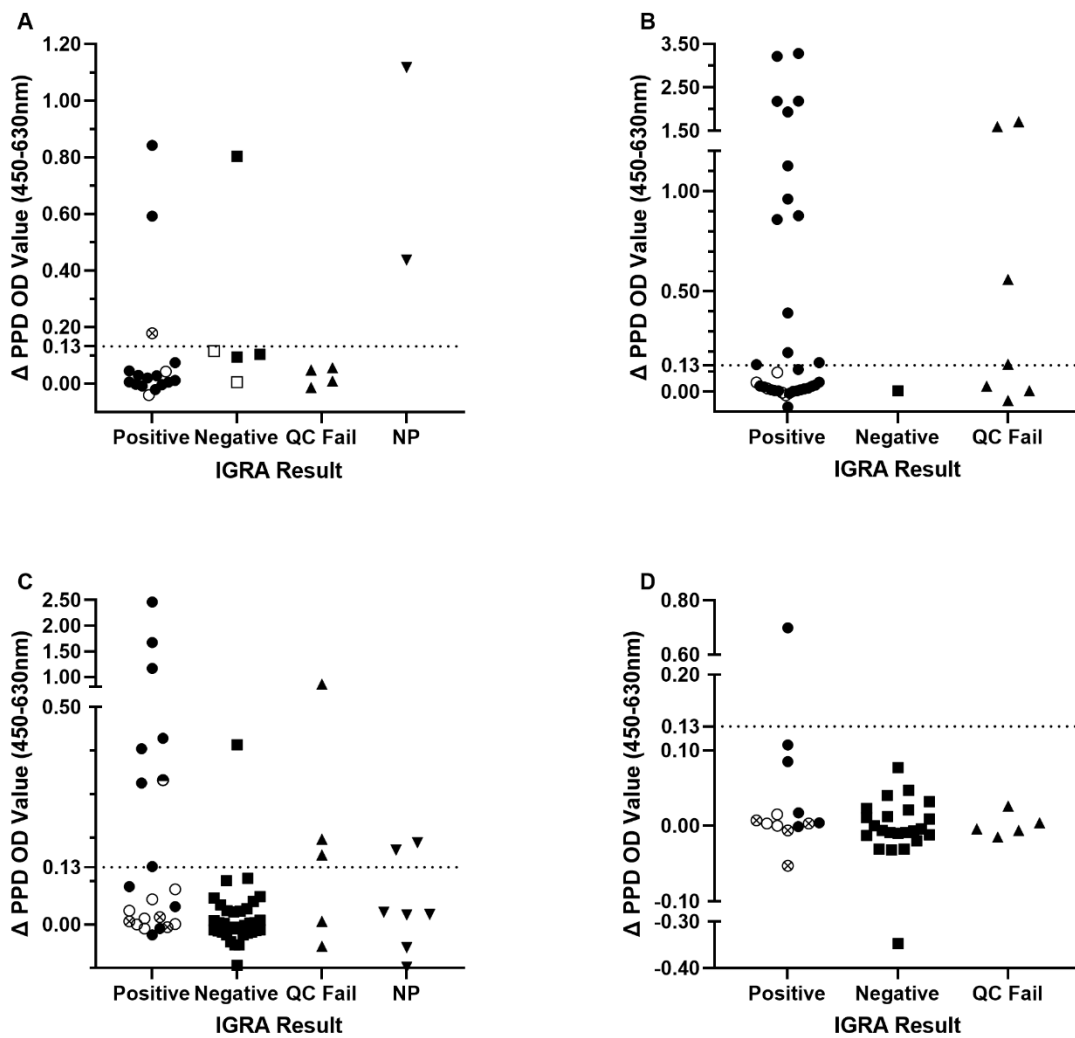 A
Δ PPD OD Value (450-630nm)
1.20
1.00
0.80
0.60
0.40
0.20
0.13
0.00
Positive Negative QC Fail NP
IGRA Result
B
Δ PPD OD Value (450-630nm)
3.50
2.50
1.50
1.00
0.50
0.13
0.00
Positive Negative QC Fail
IGRA Result
C
Δ PPD OD Value (450-630nm)
2.50
2.00
1.50
1.00
0.50
0.13
0.00
Positive Negative QC Fail NP
IGRA Result
D
Δ PPD OD Value (450-630nm)
0.80
0.60
0.20
0.13
0.10
0.00
-0.10
-0.30
-0.40
Positive Negative QC Fail
IGRA Result